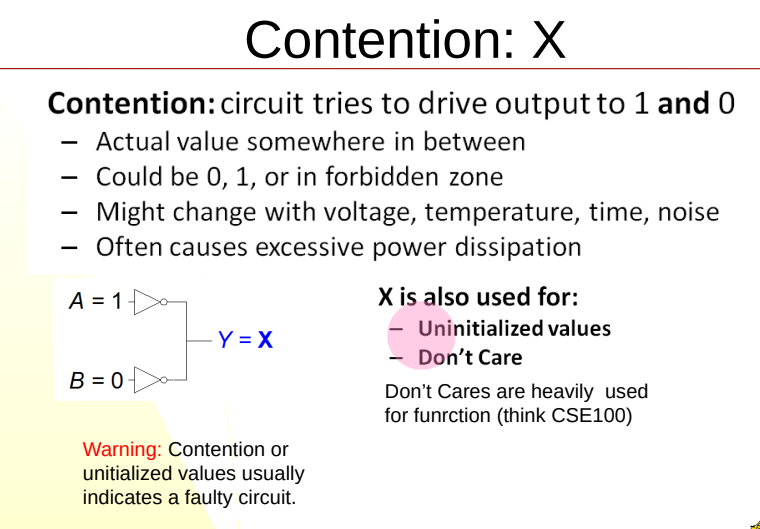 Contention: X
Contention: circuit tries to drive output to 1 and 0
– Actual value somewhere in between
– Could be 0, 1, or in forbidden zone
– Might change with voltage, temperature, time, noise
– Often causes excessive power dissipation
A = 1
Y = X
B = 0
X is also used for:
– Uninitialized values
– Don’t Care
Don’t Cares are heavily used
for funrction (think CSE100)
Warning: Contention or
unitialized values usually
indicates a faulty circuit.